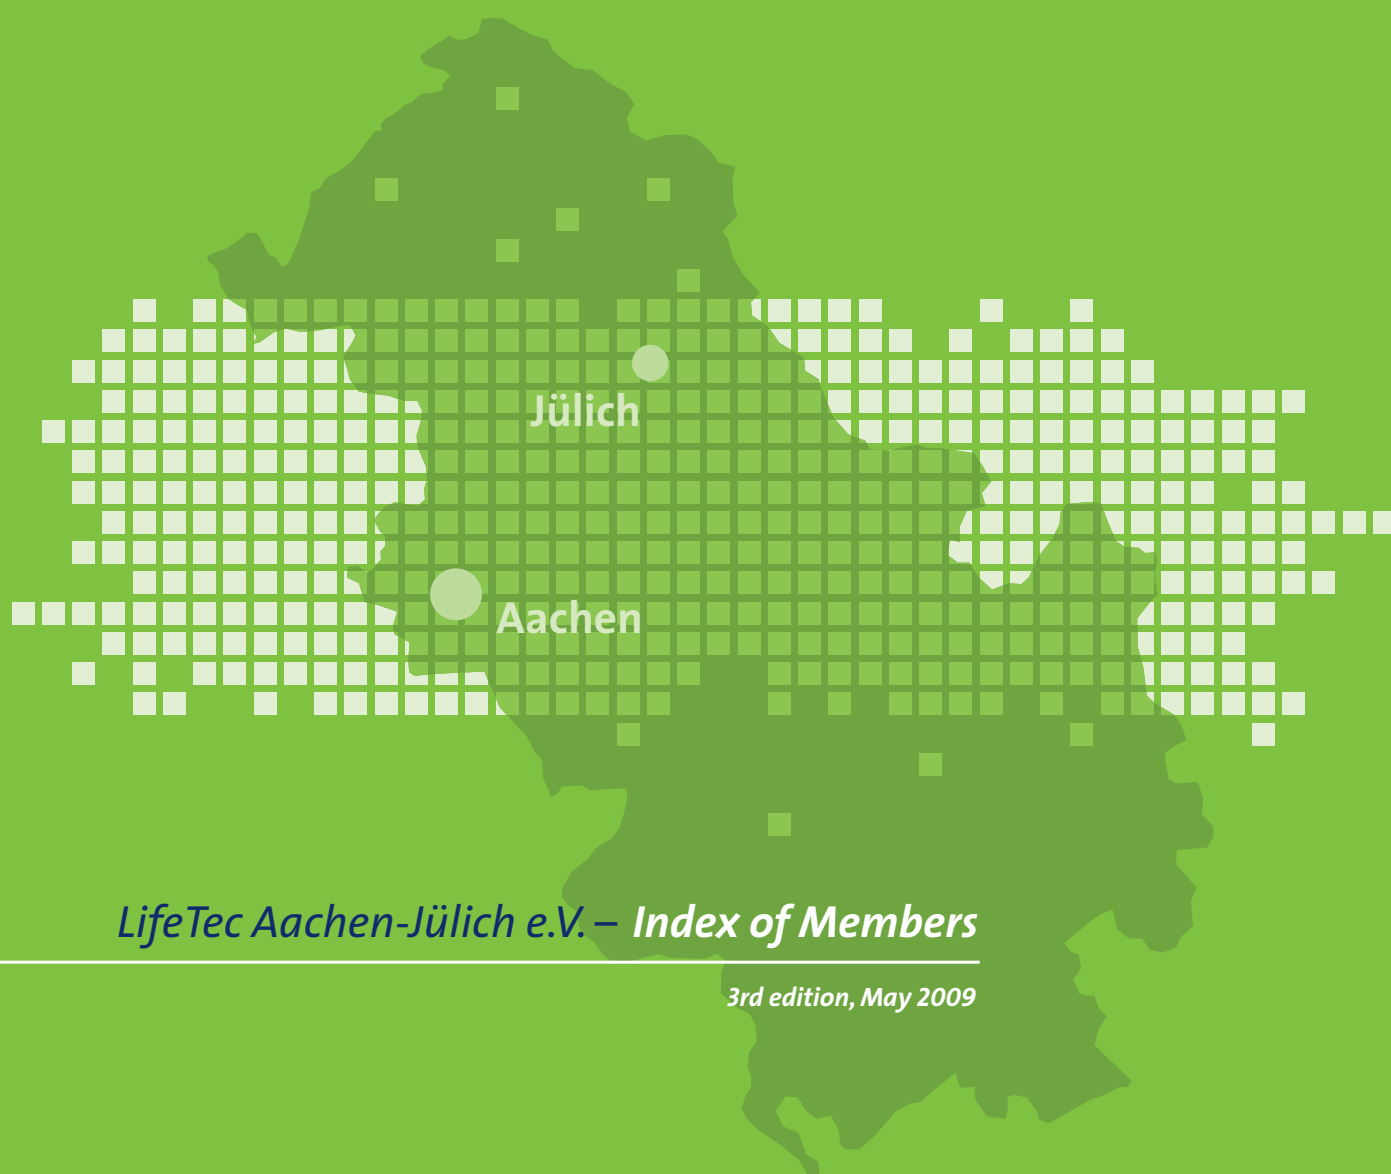 Jülich
Aachen
LifeTec Aachen-Jülich e.V. – Index of Members
3rd edition, May 2009